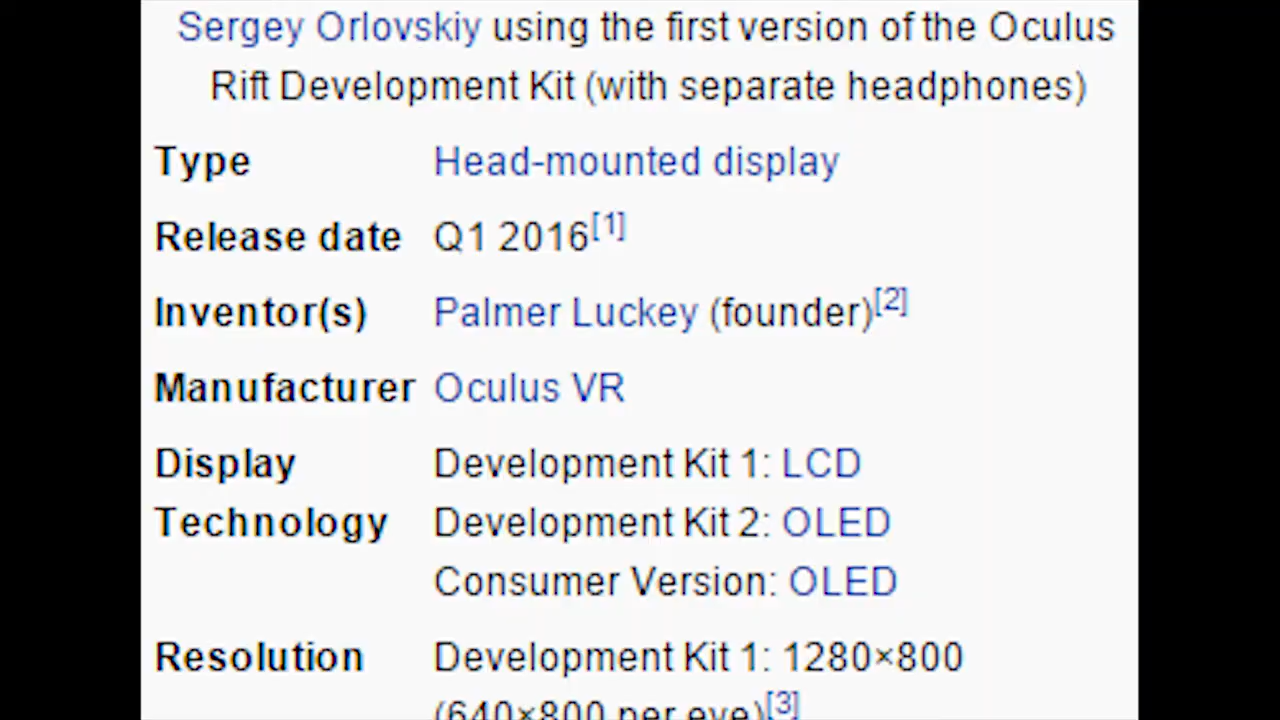 Sergey Orlovskiy using the first version of the Oculus
Rift Development Kit (with separate headphones)
Type Head-mounted display
Release date Q1 2016[1]
Inventor(s) Palmer Luckey (founder)[2]
Manufacturer Oculus VR
Display Development Kit 1: LCD
Technology Development Kit 2: OLED
Consumer Version: OLED
Resolution Development Kit 1: 1280×800
(640×800 per eye)[3]